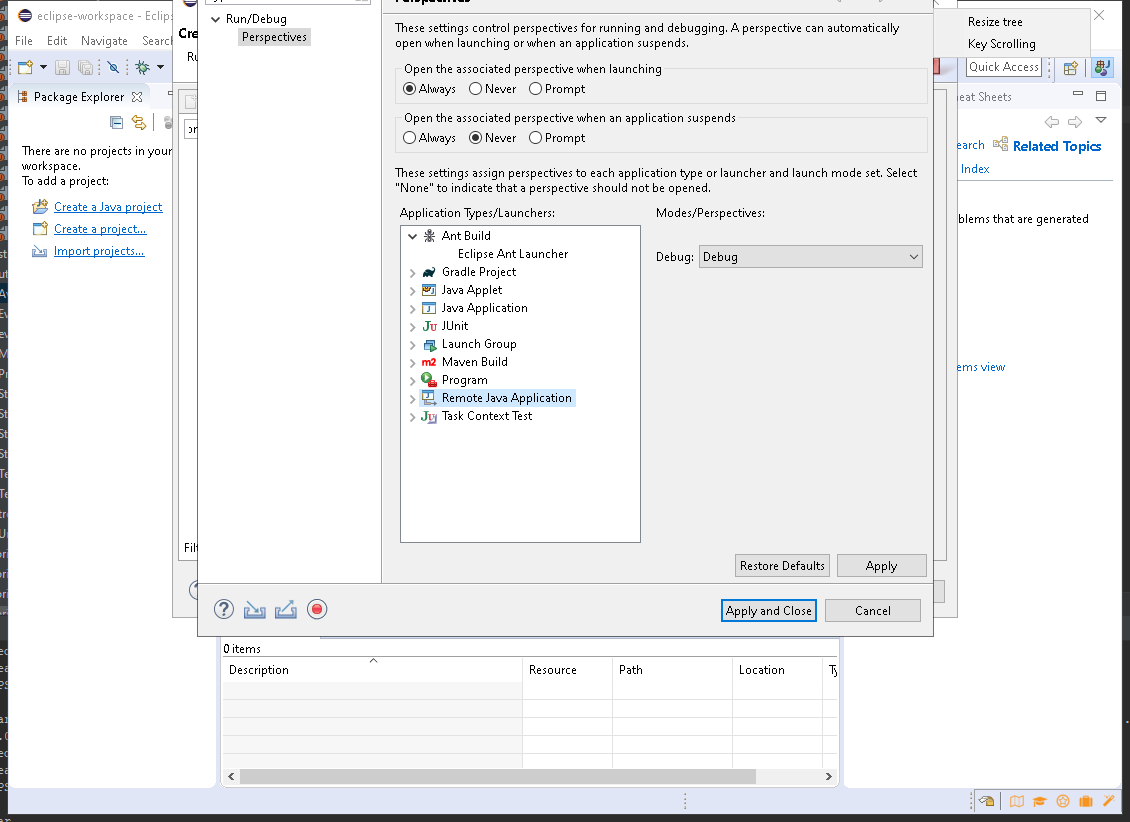 eclipse-workspace - Eclips
File Edit Navigate Search
Package Explorer
There are no projects in your
workspace.
To add a project:
Create a Java project
Create a project...
Import projects...
Run/Debug
Perspectives
Perspectives
These settings control perspectives for running and debugging. A perspective can automatically
open when launching or when an application suspends.
Open the associated perspective when launching
Always Never Prompt
Open the associated perspective when an application suspends
Always Never Prompt
These settings assign perspectives to each application type or launcher and launch mode set. Select
"None" to indicate that a perspective should not be opened.
Application Types/Launchers:
Modes/Perspectives:
Ant Build
Eclipse Ant Launcher
Gradle Project
Java Applet
Java Application
JUnit
Launch Group
Maven Build
Program
Remote Java Application
Task Context Test
Debug: Debug
Restore Defaults Apply
Apply and Close Cancel
Resize tree
Key Scrolling
Quick Access
eat Sheets
earch Related Topics
Index
blems that are generated
ems view
0 items
Description Resource Path Location Ty